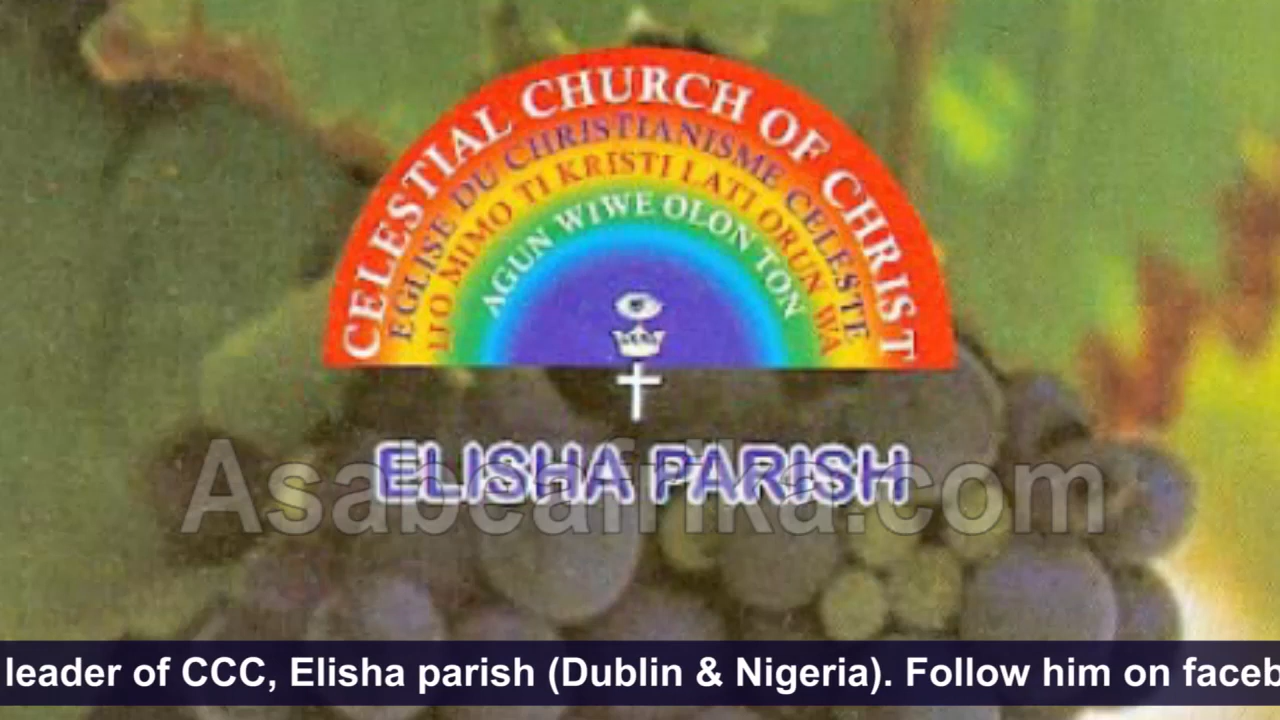 CELESTIAL CHURCH OF CHRIST
EGLISE DU CHRISTIANISME CELESTE
IJO MIMO TI KRISTI LATI ORUN WA
AGUN WIWE OLON TON
ELISHA PARISH
Asabeafrika.com
leader of CCC, Elisha parish (Dublin & Nigeria). Follow him on faceb